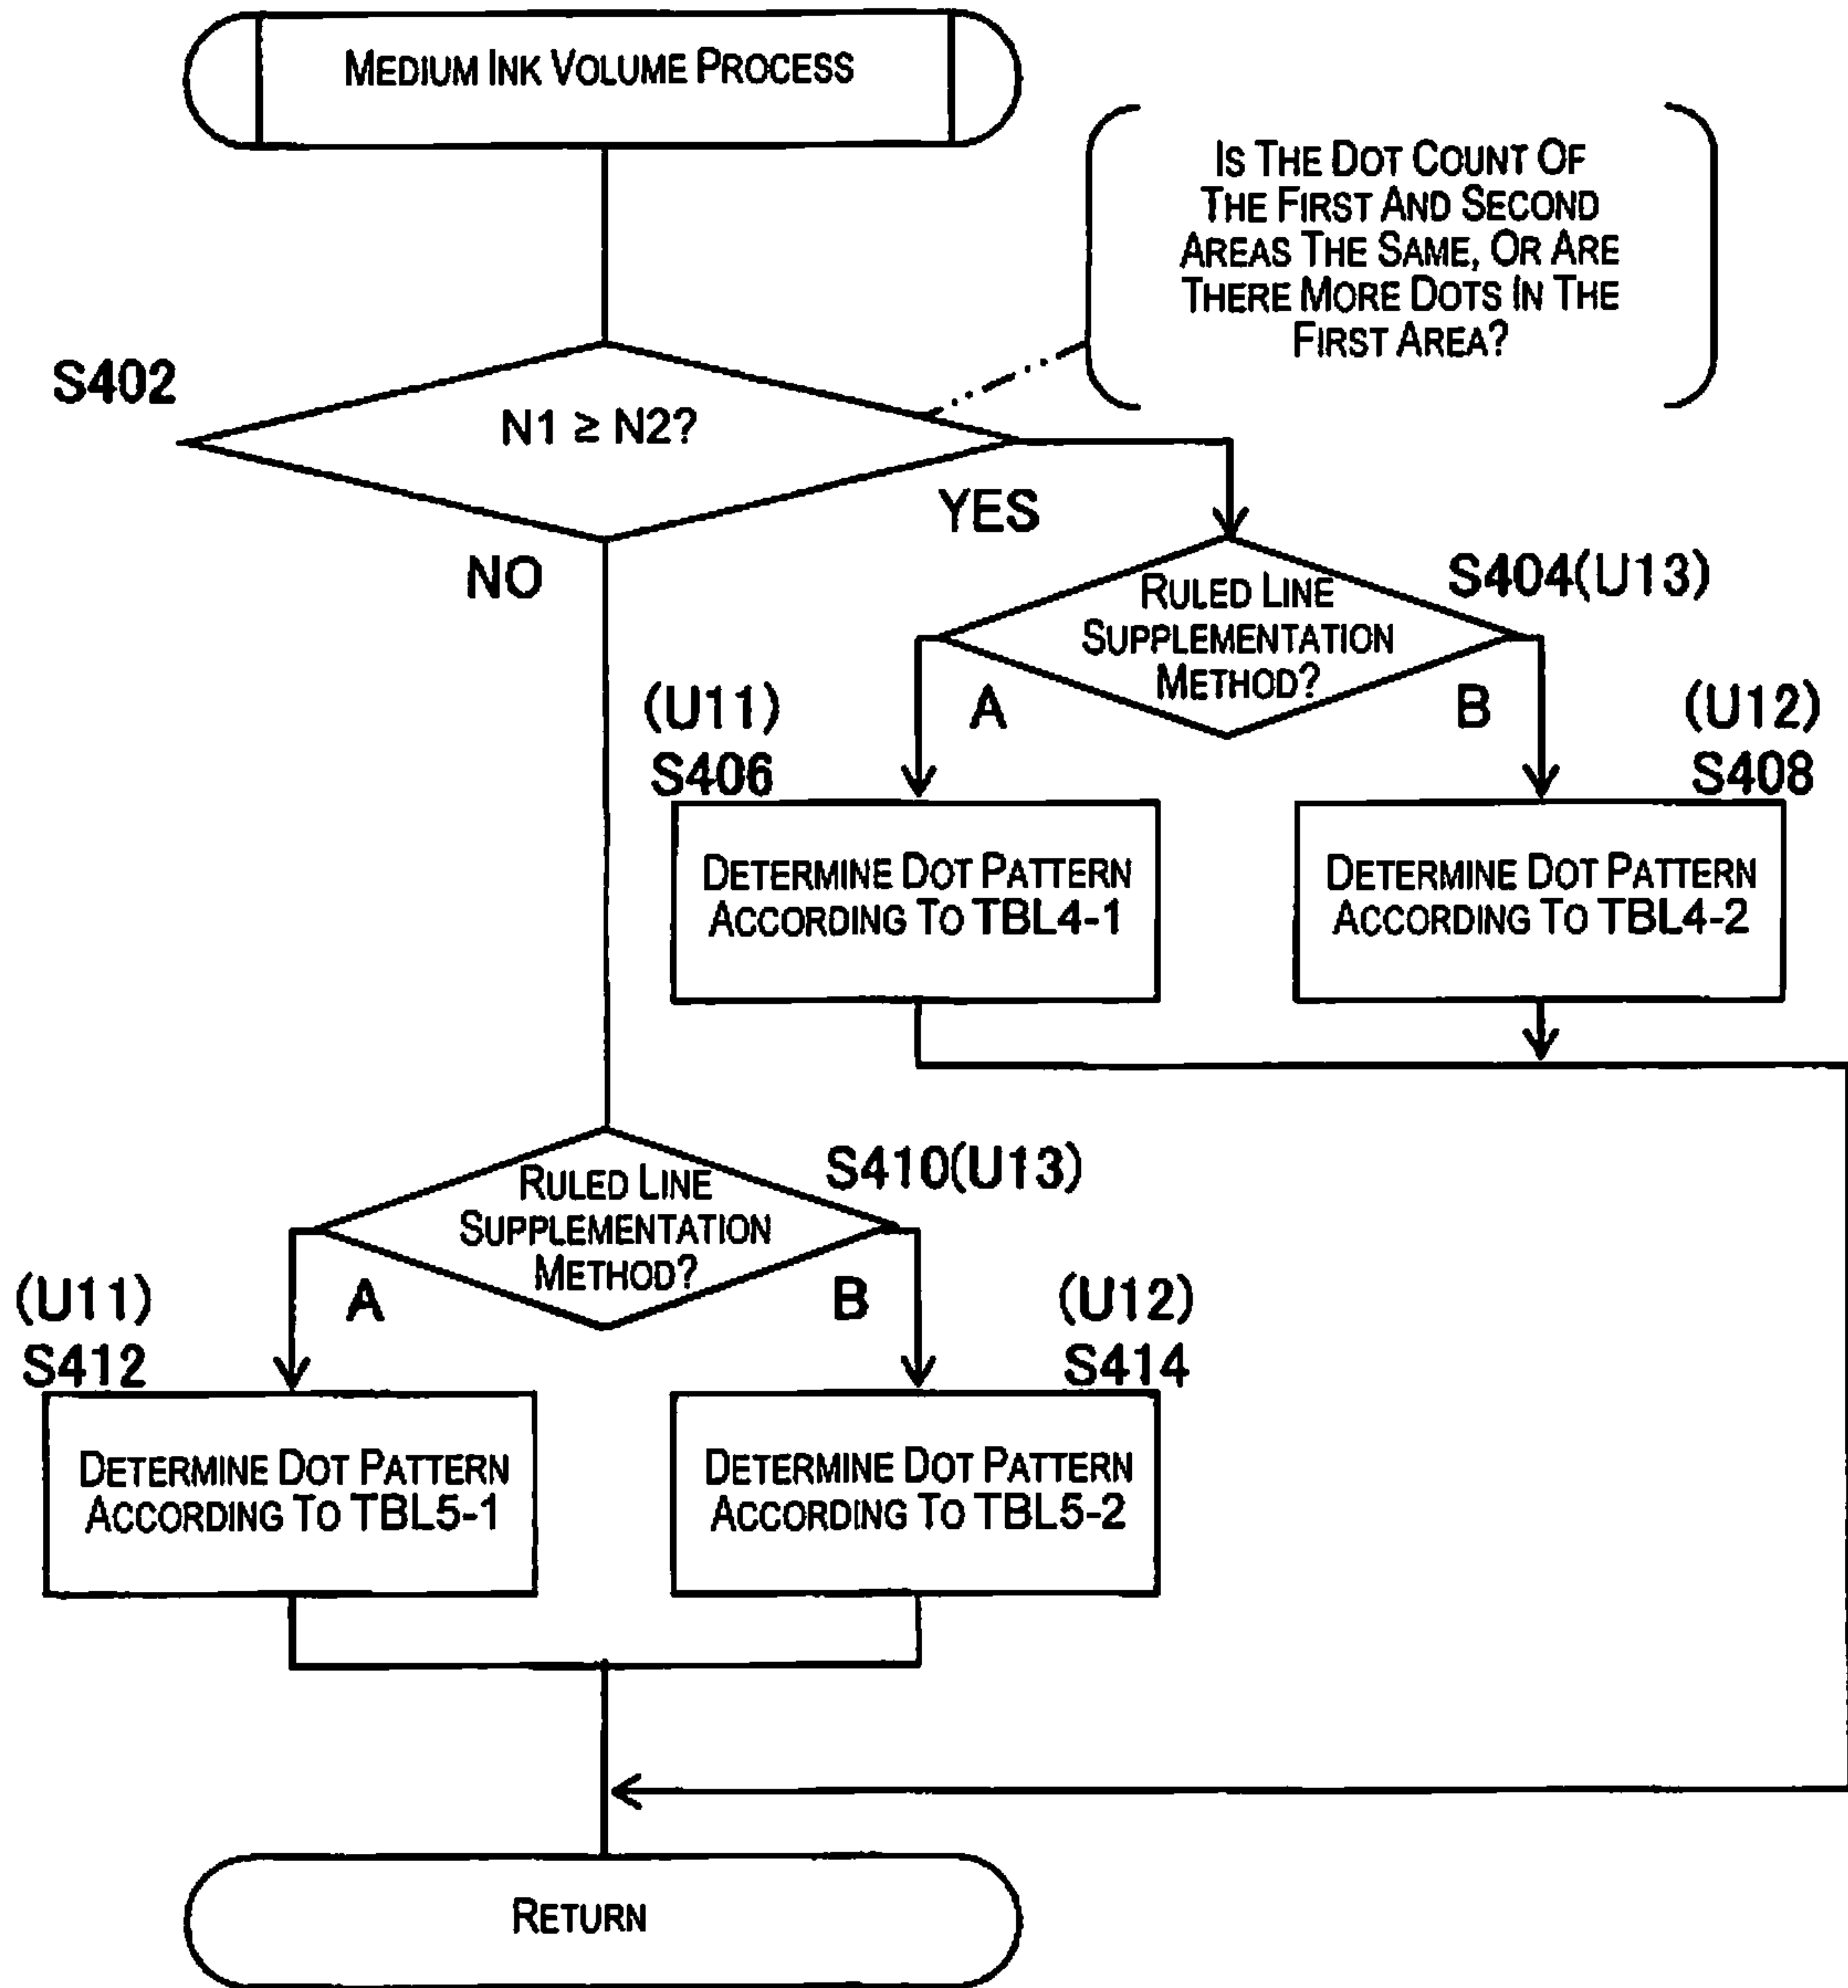 MEDIUM INK VOLUME PROCESS
IS THE DOT COUNT OF
THE FIRST AND SECOND
AREAS THE SAME, OR ARE
THERE MORE DOTS IN THE
FIRST AREA?
S402
N1 ≥ N2?
YES
NO
S404(U13)
RULED LINE
SUPPLEMENTATION
METHOD?
A
B
(U11)
S406
(U12)
S408
DETERMINE DOT PATTERN
ACCORDING TO TBL4-1
DETERMINE DOT PATTERN
ACCORDING TO TBL4-2
S410(U13)
RULED LINE
SUPPLEMENTATION
METHOD?
A
B
(U11)
S412
(U12)
S414
DETERMINE DOT PATTERN
ACCORDING TO TBL5-1
DETERMINE DOT PATTERN
ACCORDING TO TBL5-2
RETURN